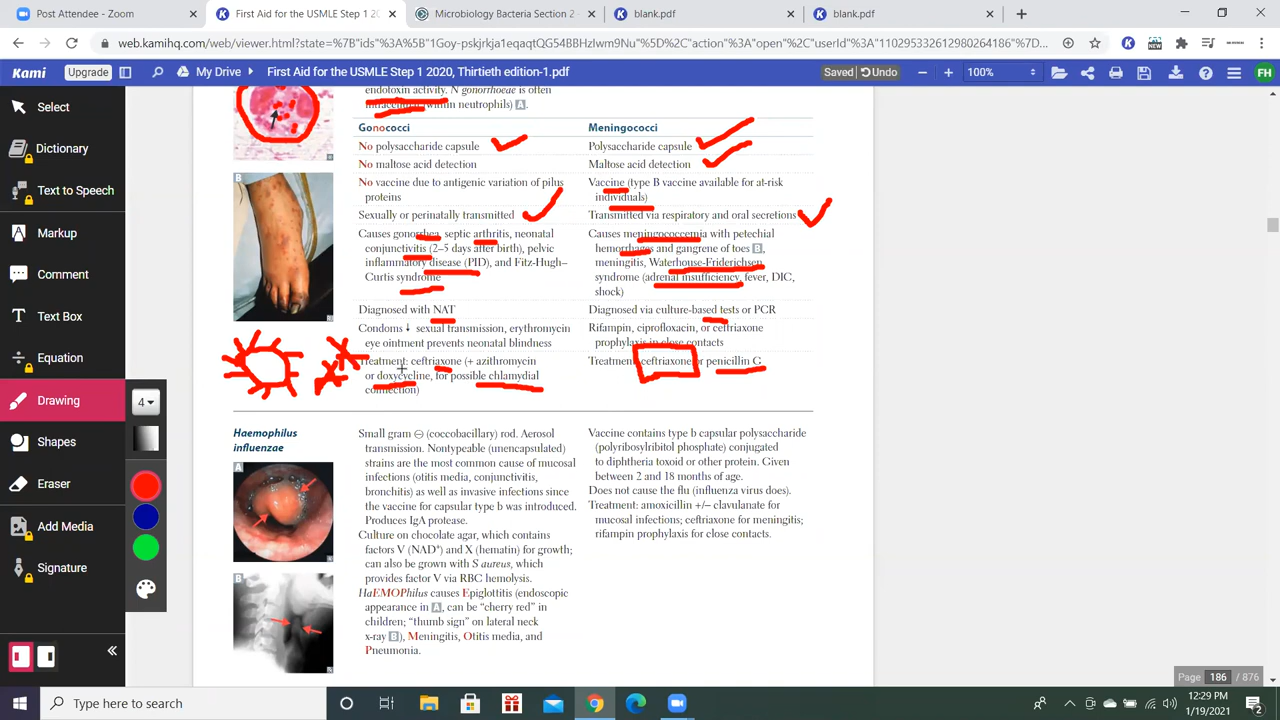 Post Attendee - Zoom
First Aid for the USMLE Step 1 20
Microbiology Bacteria Section 2-
blank.pdf
blank.pdf
web.kamihq.com/web/viewer.html?state=%7B"ids"%3A%5B"1GoPpskjrkja1eqaqtQG54BBHzlwm9Nu"%5D%2C"action"%3A"open"%2C"userId"%3A"110295332612980264186"%7D...
Kami
Upgrade
My Drive
First Aid for the USMLE Step 1 2020, Thirtieth edition-1.pdf
Saved
Undo
100%
FH
Select
Dictionary
Text to Speech
Markup
Comment
Text Box
Equation
Drawing
Shapes
Eraser
Add Media
Signature
4
endotoxin activity. N gonorrhoeae is often
intracellular (within neutrophils) A.
Gonococci
No polysaccharide capsule
No maltose acid detection
No vaccine due to antigenic variation of pilus
proteins
Sexually or perinatally transmitted
Causes gonorrhea, septic arthritis, neonatal
conjunctivitis (2–5 days after birth), pelvic
inflammatory disease (PID), and Fitz-Hugh–
Curtis syndrome
Diagnosed with NAT
Condoms ↓ sexual transmission, erythromycin
eye ointment prevents neonatal blindness
Treatment: ceftriaxone (+ azithromycin
or doxycycline, for possible chlamydial
coinfection)
Meningococci
Polysaccharide capsule
Maltose acid detection
Vaccine (type B vaccine available for at-risk
individuals)
Transmitted via respiratory and oral secretions
Causes meningococcemia with petechial
hemorrhages and gangrene of toes B,
meningitis, Waterhouse-Friderichsen
syndrome (adrenal insufficiency, fever, DIC,
shock)
Diagnosed via culture-based tests or PCR
Rifampin, ciprofloxacin, or ceftriaxone
prophylaxis in close contacts
Treatment: ceftriaxone or penicillin G
B
Haemophilus
influenzae
A
B
Small gram ⊖ (coccobacillary) rod. Aerosol
transmission. Nontypeable (unencapsulated)
strains are the most common cause of mucosal
infections (otitis media, conjunctivitis,
bronchitis) as well as invasive infections since
the vaccine for capsular type b was introduced.
Produces IgA protease.
Culture on chocolate agar, which contains
factors V (NAD⁺) and X (hematin) for growth;
can also be grown with S aureus, which
provides factor V via RBC hemolysis.
HaEMOPhilus causes Epiglottitis (endoscopic
appearance in A, can be "cherry red" in
children; "thumb sign" on lateral neck
x-ray B), Meningitis, Otitis media, and
Pneumonia.
Vaccine contains type b capsular polysaccharide
(polyribosylribitol phosphate) conjugated
to diphtheria toxoid or other protein. Given
between 2 and 18 months of age.
Does not cause the flu (influenza virus does).
Treatment: amoxicillin +/– clavulanate for
mucosal infections; ceftriaxone for meningitis;
rifampin prophylaxis for close contacts.
Page 186 / 876
Type here to search
12:29 PM
1/19/2021